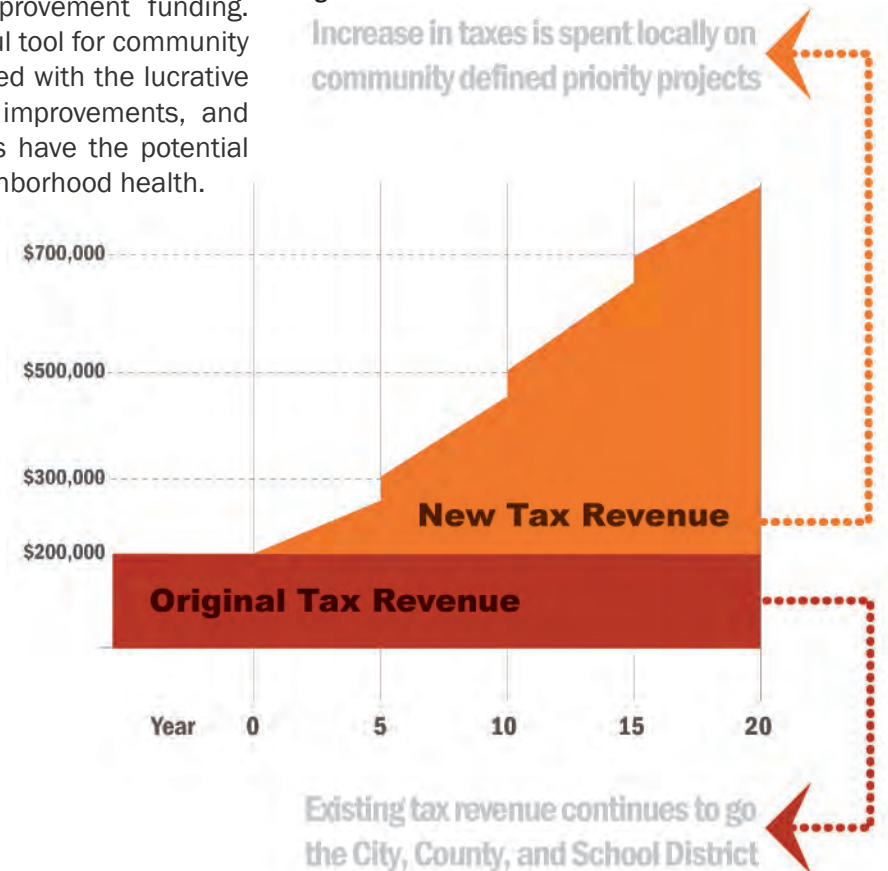 provement funding.
tool for community
ed with the lucrative
improvements, and
s have the potential
nborhood health.
Increase in taxes is spent locally on
community defined priority projects
$700,000
$500,000
$300,000
$200,000
New Tax Revenue
Original Tax Revenue
Year 0 5 10 15 20
Existing tax revenue continues to go
the City, County, and School District